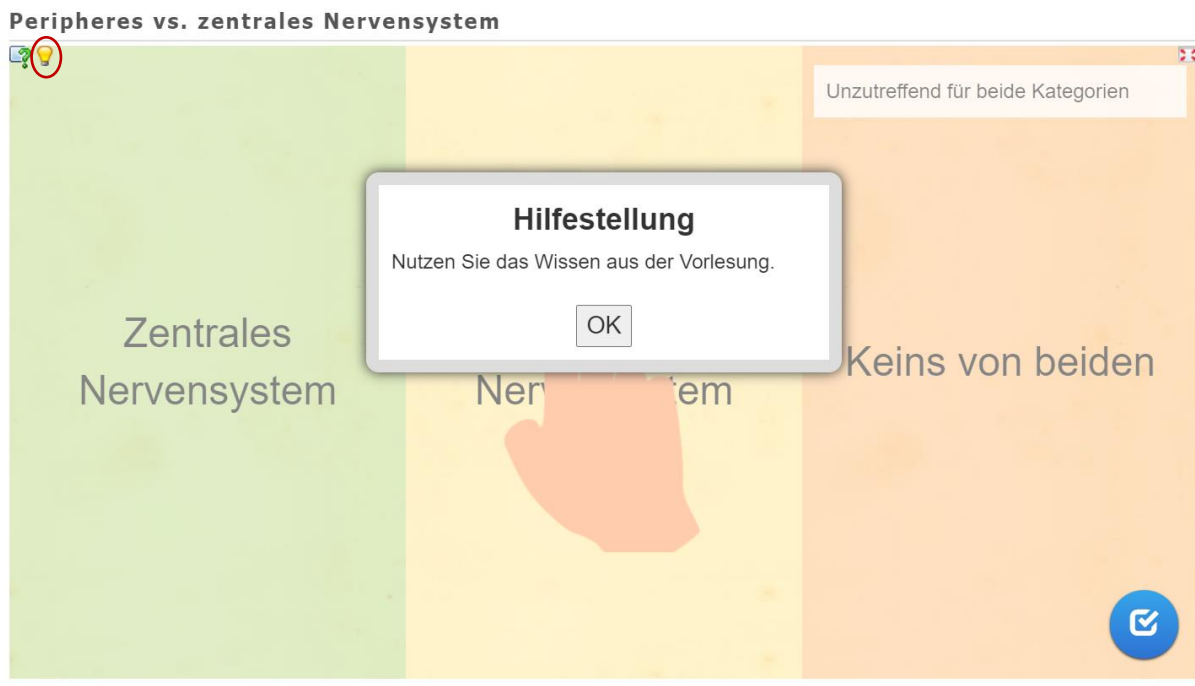 Peripheres vs. zentrales Nervensystem
Unzutreffend für beide Kategorien
Hilfestellung
Nutzen Sie das Wissen aus der Vorlesung.
OK
Zentrales
Nervensystem
Keins von beiden